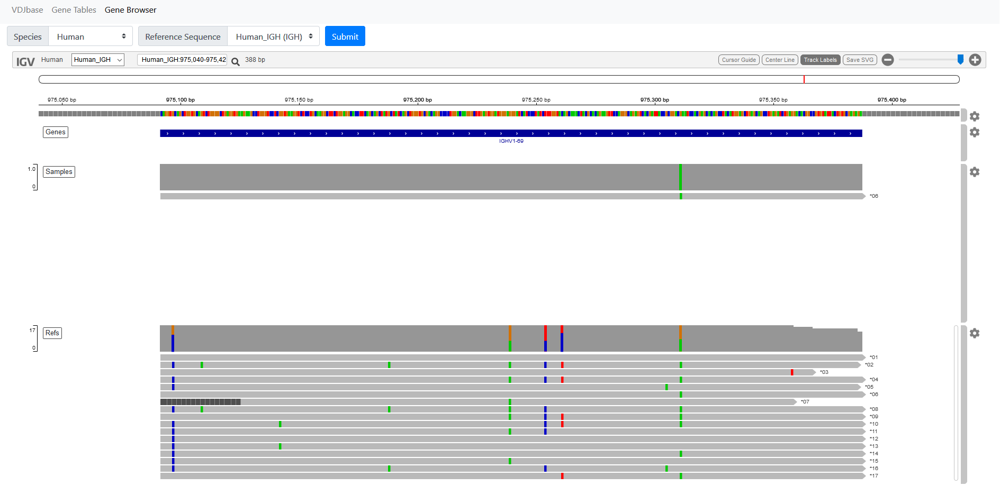 VDJbase Gene Tables Gene Browser
Species Human Reference Sequence Human_IGH (IGH) Submit
IGV Human Human_IGH Human_IGH:975,040-975,42 388 bp Cursor Guide Center Line Track Labels Save SVG
975,050 bp 975,100 bp 975,150 bp 975,200 bp 975,250 bp 975,300 bp 975,350 bp 975,400 bp
Genes
IGHV1-69
1.0
Samples
0
*06
17
Refs
0
*01
*02
*03
*04
*05
*06
*07
*08
*09
*10
*11
*12
*13
*14
*15
*16
*17